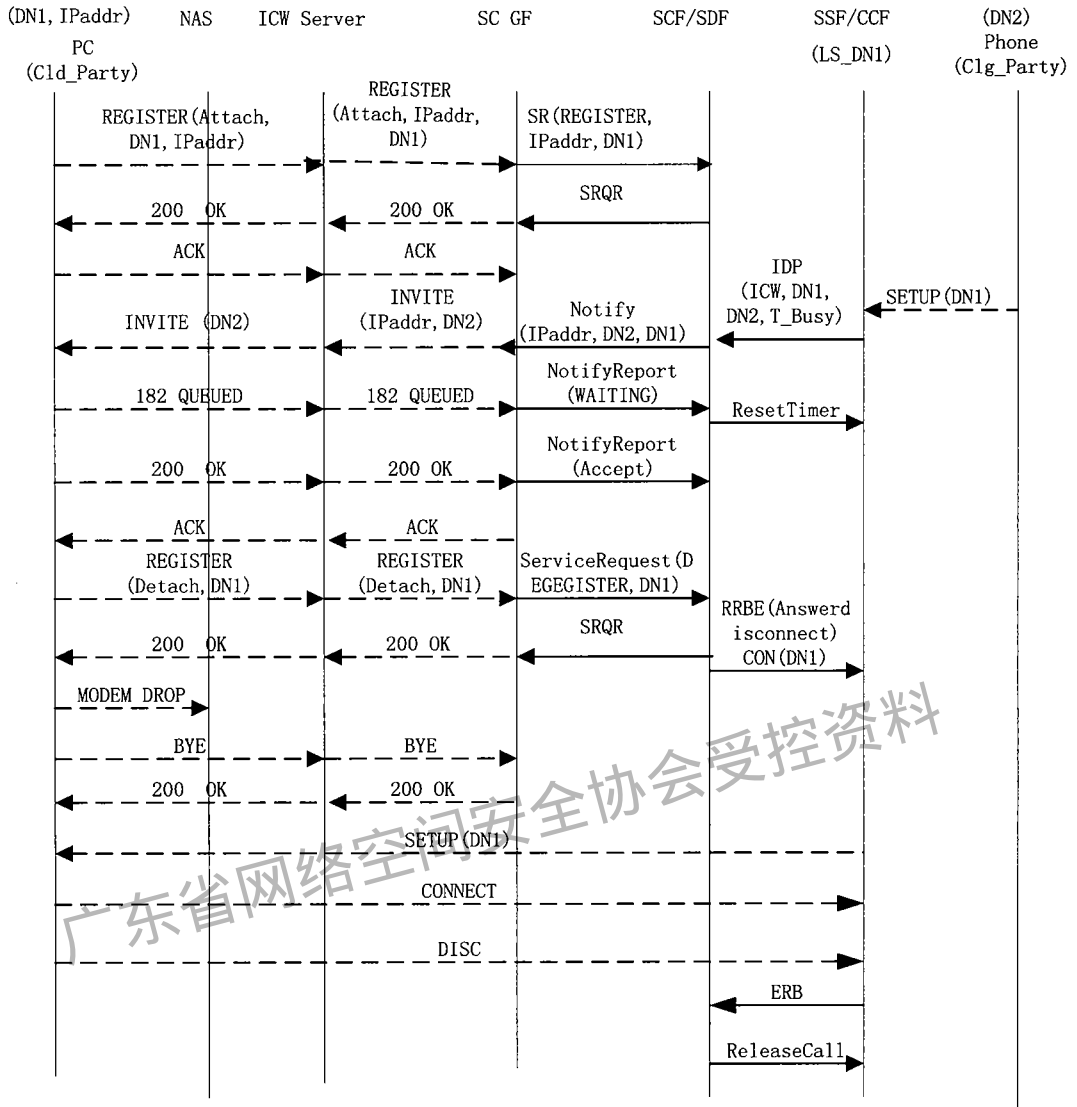 (DN1,IPaddr) NAS ICW Server SC GF SCF/SDF SSF/CCF (DN2)
PC (LS_DN1) Phone
(Cld_Party) (Clg_Party)
REGISTER(Attach,
DN1,IPaddr)
REGISTER
(Attach,IPaddr,
DN1)
SR(REGISTER,
IPaddr,DN1)
SRQR
200 OK 200 OK
ACK ACK
IDP
(ICW,DN1,
DN2,T_Busy)
SETUP(DN1)
INVITE (DN2)
INVITE
(IPaddr,DN2)
Notify
(IPaddr,DN2,DN1)
182 QUEUED 182 QUEUED
NotifyReport
(WAITING)
ResetTimer
200 OK 200 OK
NotifyReport
(Accept)
ACK ACK
REGISTER
(Detach,DN1)
REGISTER
(Detach,DN1)
ServiceRequest(D
EGEGISTER,DN1)
RRBE(Answerd
isconnect)
CON(DN1)
SRQR
200 OK 200 OK
MODEM DROP
BYE BYE
200 OK 200 OK
SETUP(DN1)
CONNECT
DISC
ERB
ReleaseCall
广东省网络空间安全协会受控资料